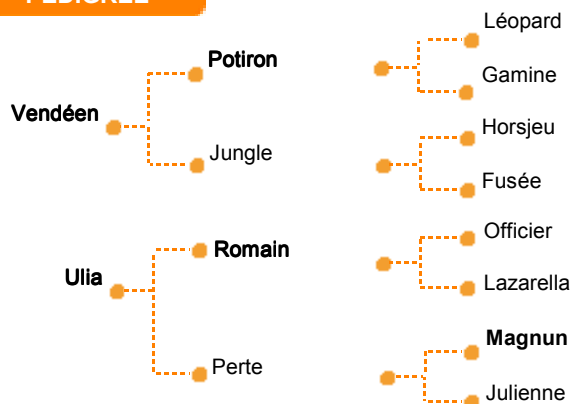 PEDIGREE
Léopard
Potiron
Gamine
Vendéen
Horsjeu
Jungle
Fusée
Officier
Romain
Ulia
Lazarella
Magnun
Perte
Julienne